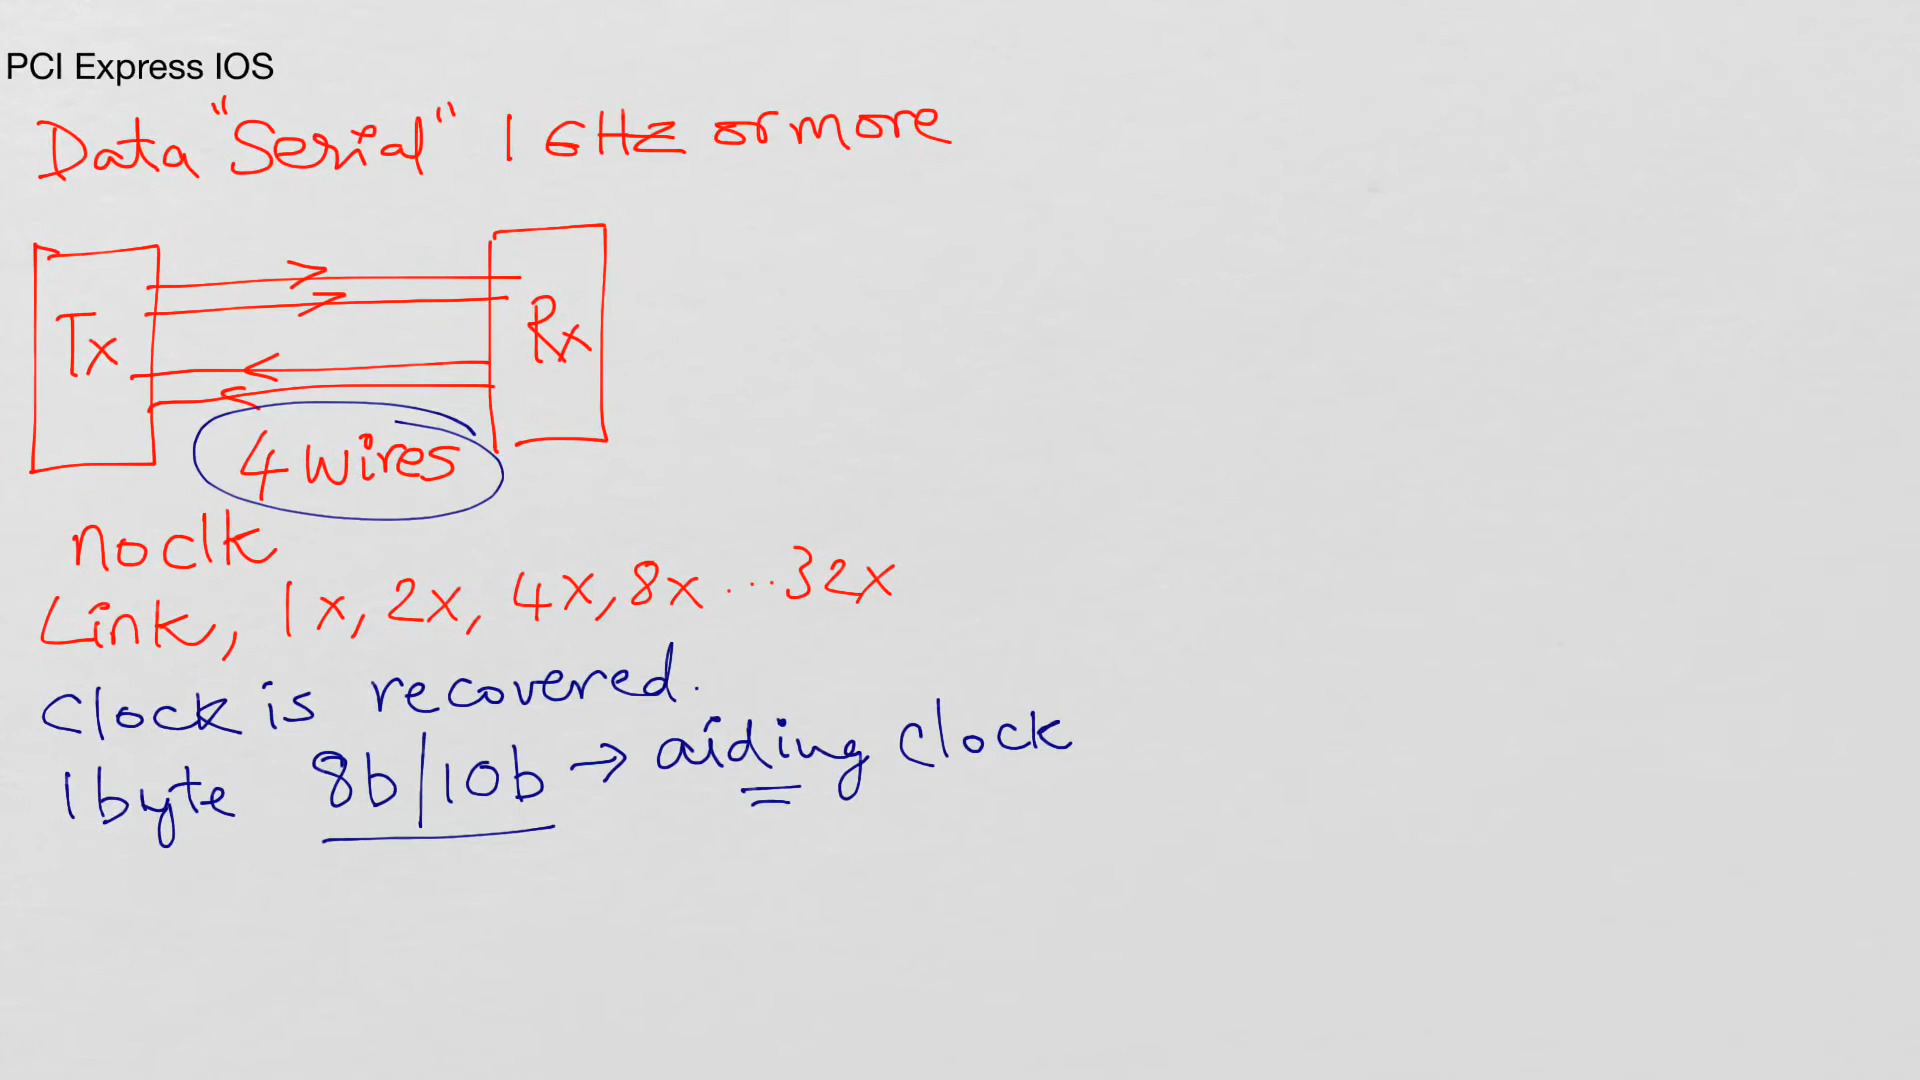 PCI Express IOS
Data "Serial" 1 GHz or more
Tx
Rx
4 wires
no clk
Link, 1x, 2x, 4x, 8x ... 32x
Clock is recovered.
1 byte 8b/10b → aiding clock